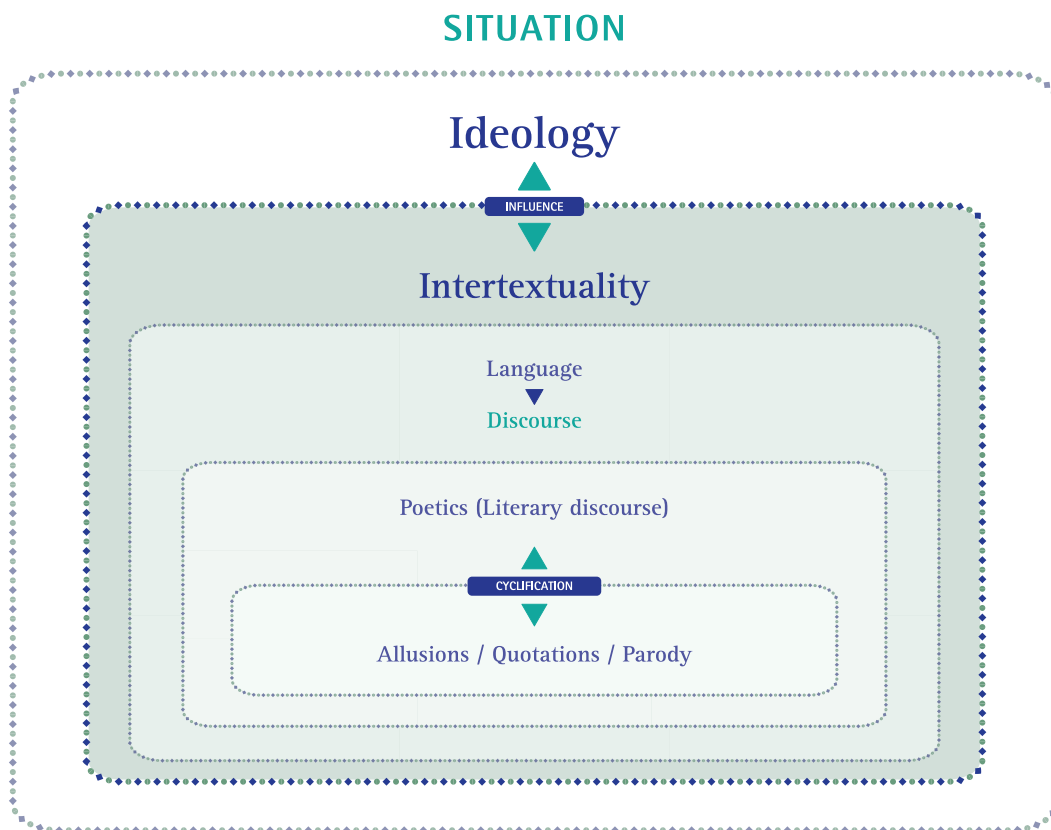 SITUATION
Ideology
INFLUENCE
Intertextuality
Language
Discourse
Poetics (Literary discourse)
CYCLIFICATION
Allusions / Quotations / Parody